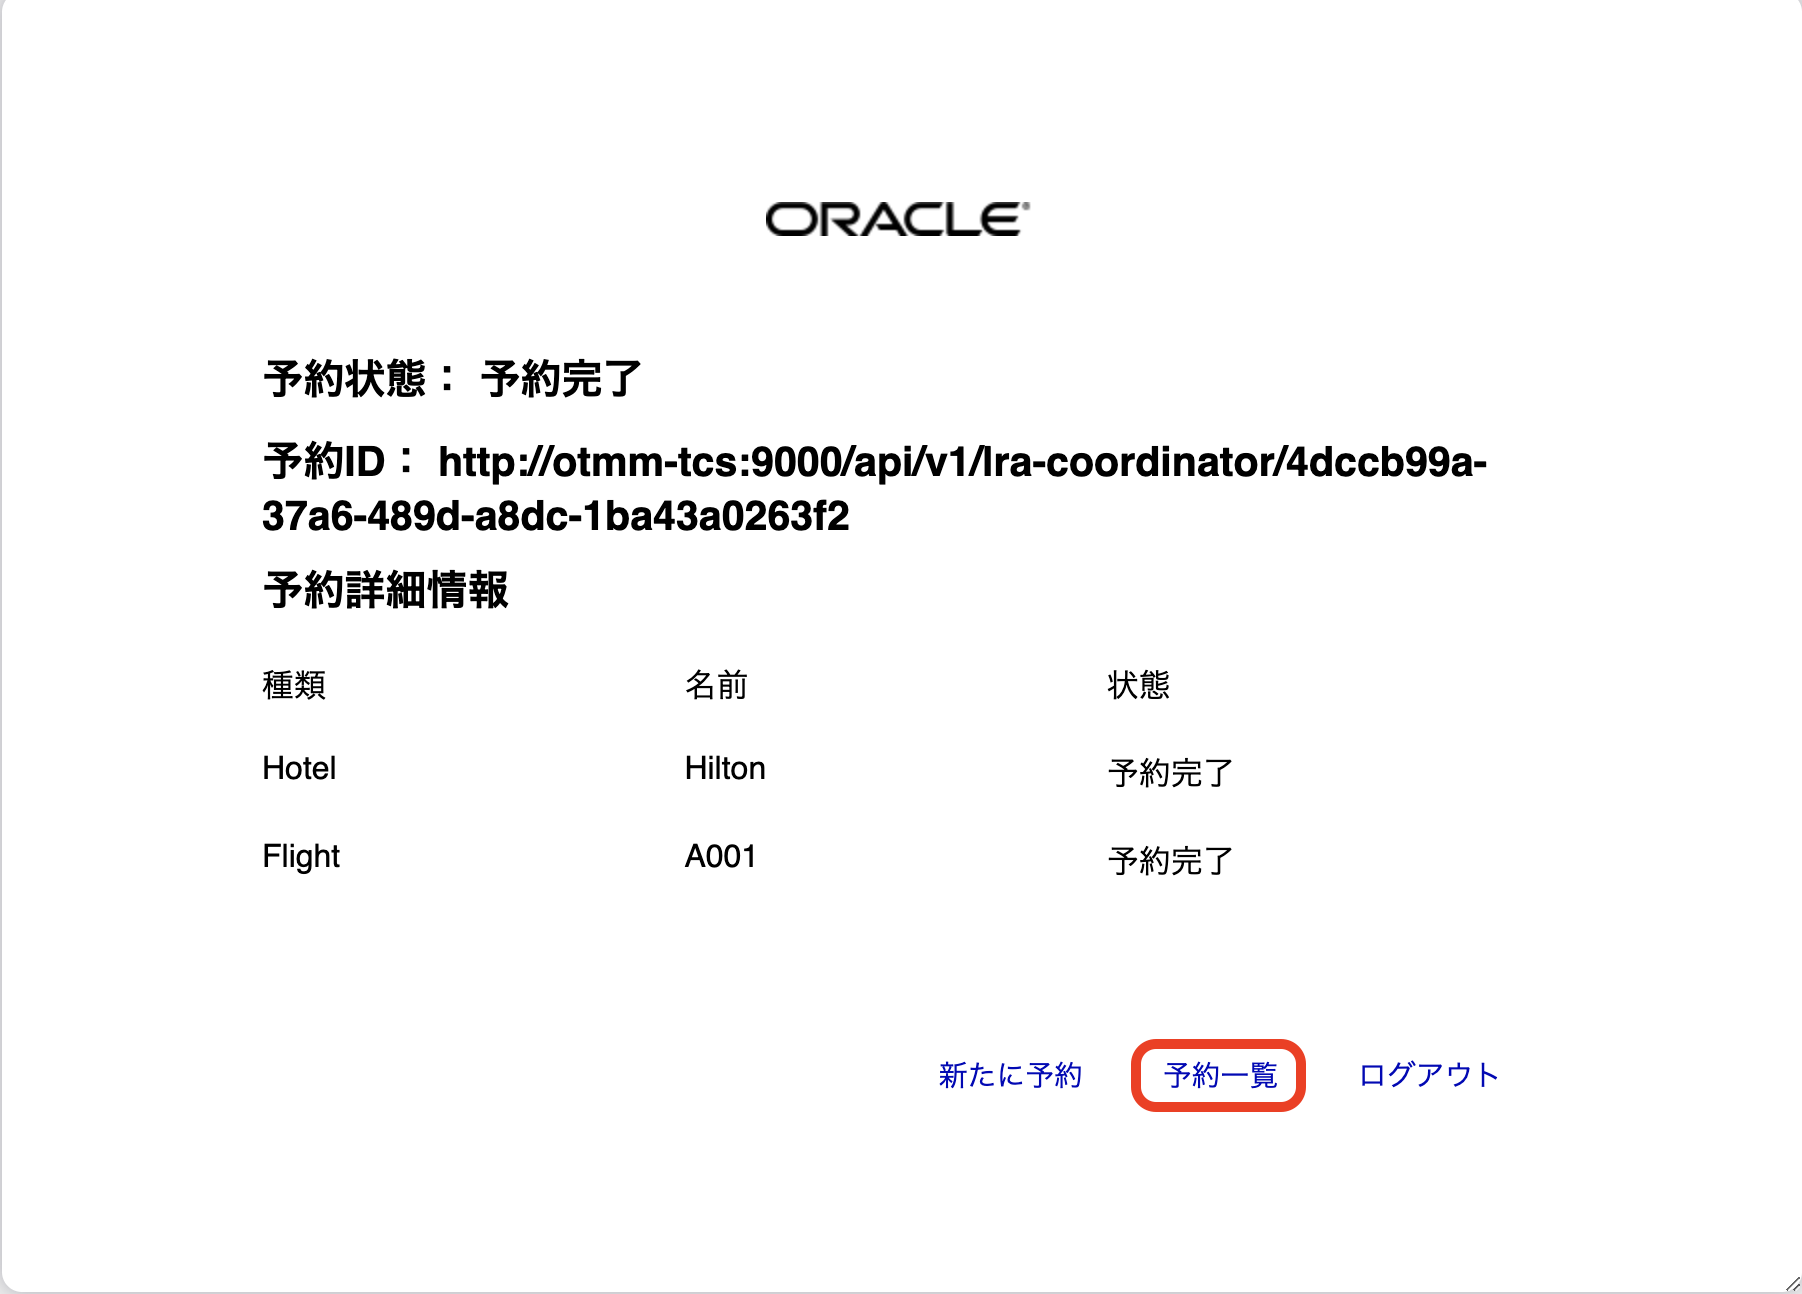 ORACLE®
予約状態： 予約完了
予約ID： http://otmm-tcs:9000/api/v1/lra-coordinator/4dccb99a-
37a6-489d-a8dc-1ba43a0263f2
予約詳細情報
種類 名前 状態
Hotel Hilton 予約完了
Flight A001 予約完了
新たに予約 予約一覧 ログアウト